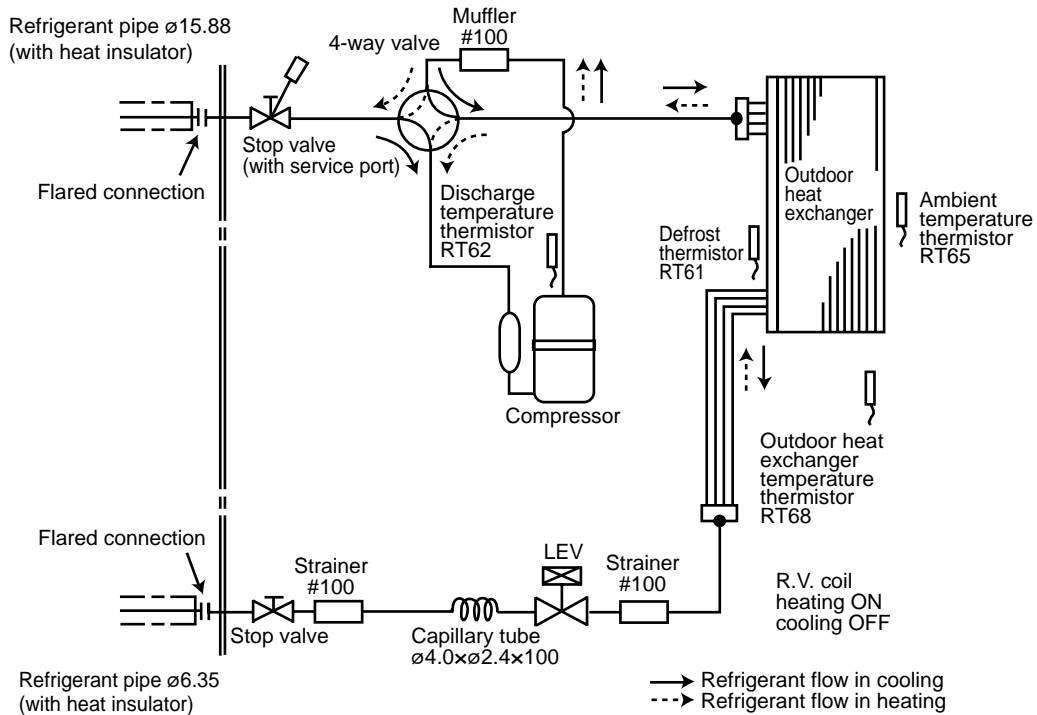 Refrigerant pipe ø15.88
(with heat insulator)
Muffler
#100
4-way valve
Stop valve
(with service port)
Flared connection
Discharge
temperature
thermistor
RT62
Outdoor
heat
exchanger
Ambient
temperature
thermistor
RT65
Defrost
thermistor
RT61
Compressor
Outdoor heat
exchanger
temperature
thermistor
RT68
Flared connection
Strainer
#100
LEV
Strainer
#100
R.V. coil
heating ON
cooling OFF
Stop valve
Capillary tube
ø4.0×ø2.4×100
Refrigerant pipe ø6.35
(with heat insulator)
Refrigerant flow in cooling
Refrigerant flow in heating